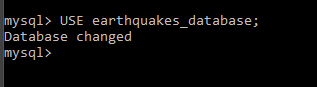 mysql> USE earthquakes_database;
Database changed
mysql>